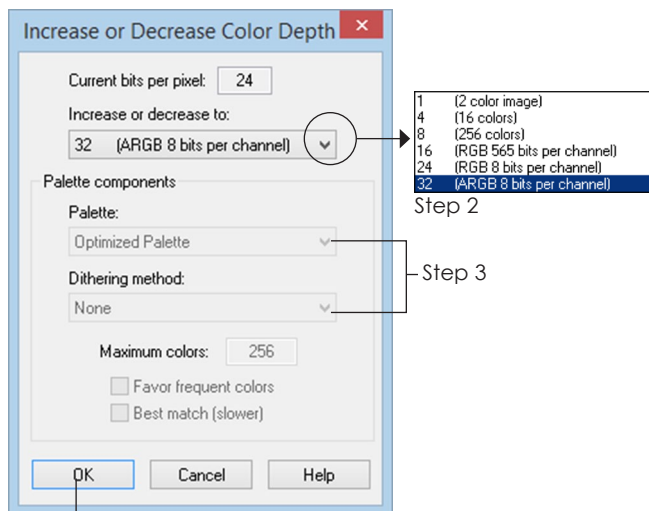 Increase or Decrease Color Depth
Current bits per pixel: 24
Increase or decrease to:
32 (ARGB 8 bits per channel)
Palette components
Palette:
Optimized Palette
Dithering method:
None
Maximum colors: 256
Favor frequent colors
Best match (slower)
OK Cancel Help
1 (2 color image)
4 (16 colors)
8 (256 colors)
16 (RGB 565 bits per channel)
24 (RGB 8 bits per channel)
32 (ARGB 8 bits per channel)
Step 2
Step 3